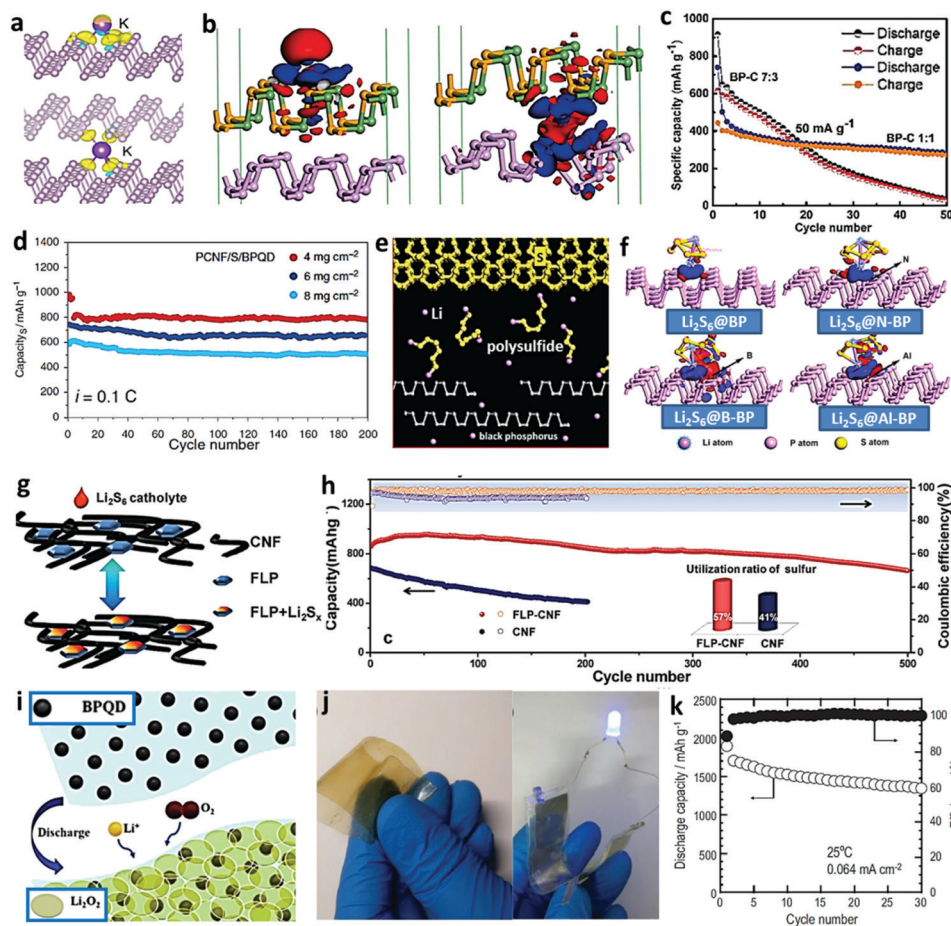 a
K
K
b
c
Specific capacity (mAh g⁻¹)
1000
800
600
400
200
0
Discharge
Charge
Discharge
Charge
BP-C 7:3
50 mA g⁻¹
BP-C 1:1
0 10 20 30 40 50
Cycle number
d
Capacityₛ/mAh g⁻¹
1400
1200
1000
800
600
400
200
0
PCNF/S/BPQD
4 mg cm⁻²
6 mg cm⁻²
8 mg cm⁻²
i = 0.1 C
0 20 40 60 80 100 120 140 160 180 200
Cycle number
e
S
Li
polysulfide
black phosphorus
f
N
Li₂S₆@BP
Li₂S₆@N-BP
B
Al
Li₂S₆@B-BP
Li₂S₆@Al-BP
Li atom P atom S atom
g
Li₂S₆ catholyte
CNF
FLP
FLP+Li₂Sₓ
h
Capacity(mAhg⁻
1200
800
400
100
80
60
40
20
0
Coulombic efficiency(%)
Utilization ratio of sulfur
57%
41%
FLP-CNF CNF
FLP-CNF
CNF
c
0 100 200 300 400 500
Cycle number
i
BPQD
Discharge
Li⁺
O₂
Li₂O₂
j
k
Discharge capacity / mAh g⁻¹
2500
2000
1500
1000
500
0
100
80
60
40
20
0
25°C
0.064 mA cm⁻²
0 5 10 15 20 25 30
Cycle number